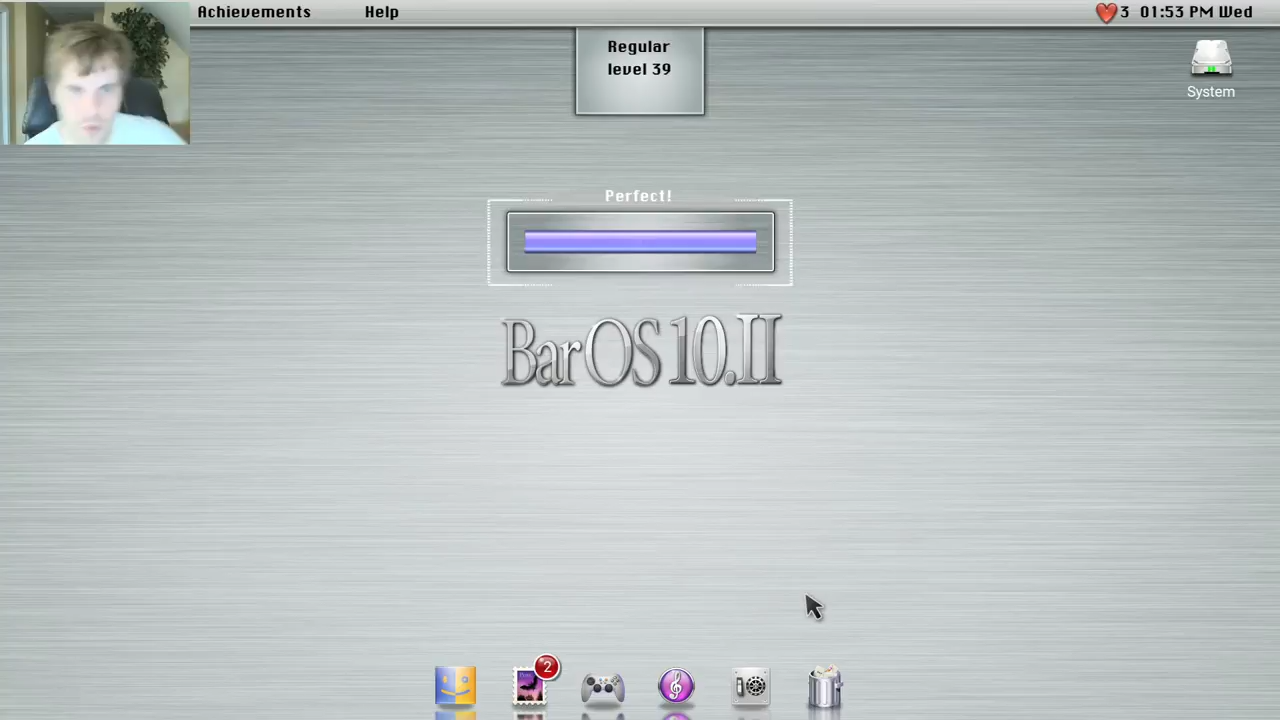 Achievements Help 3 01:53 PM Wed
Regular
level 39
System
Perfect!
BarOS 10.II
2